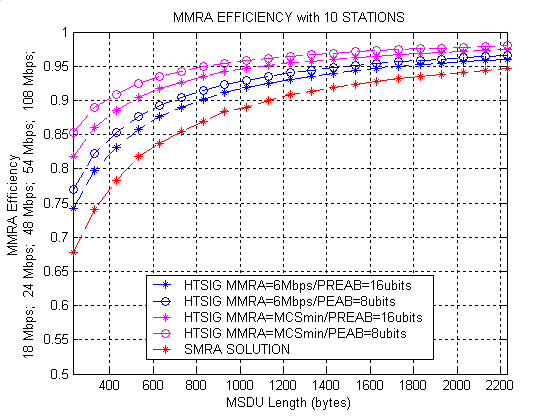 MMRA EFFICIENCY with 10 STATIONS
1
0.95
0.9
0.85
0.8
0.75
0.7
0.65
0.6
0.55
0.5
MMRA Efficiency
18 Mbps; 24 Mbps; 48 Mbps; 54 Mbps; 108 Mbps;
HTSIG MMRA=6Mbps/PREAB=16ubits
HTSIG MMRA=6Mbps/PEAB=8ubits
HTSIG MMRA=MCSmin/PREAB=16ubits
HTSIG MMRA=MCSmin/PEAB=8ubits
SMRA SOLUTION
400 600 800 1000 1200 1400 1600 1800 2000 2200
MSDU Length (bytes)